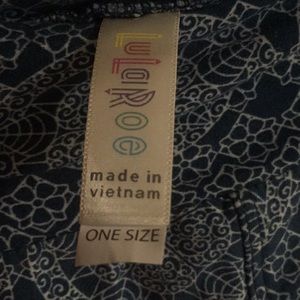 LuLaRoe
made in
vietnam
ONE SIZE